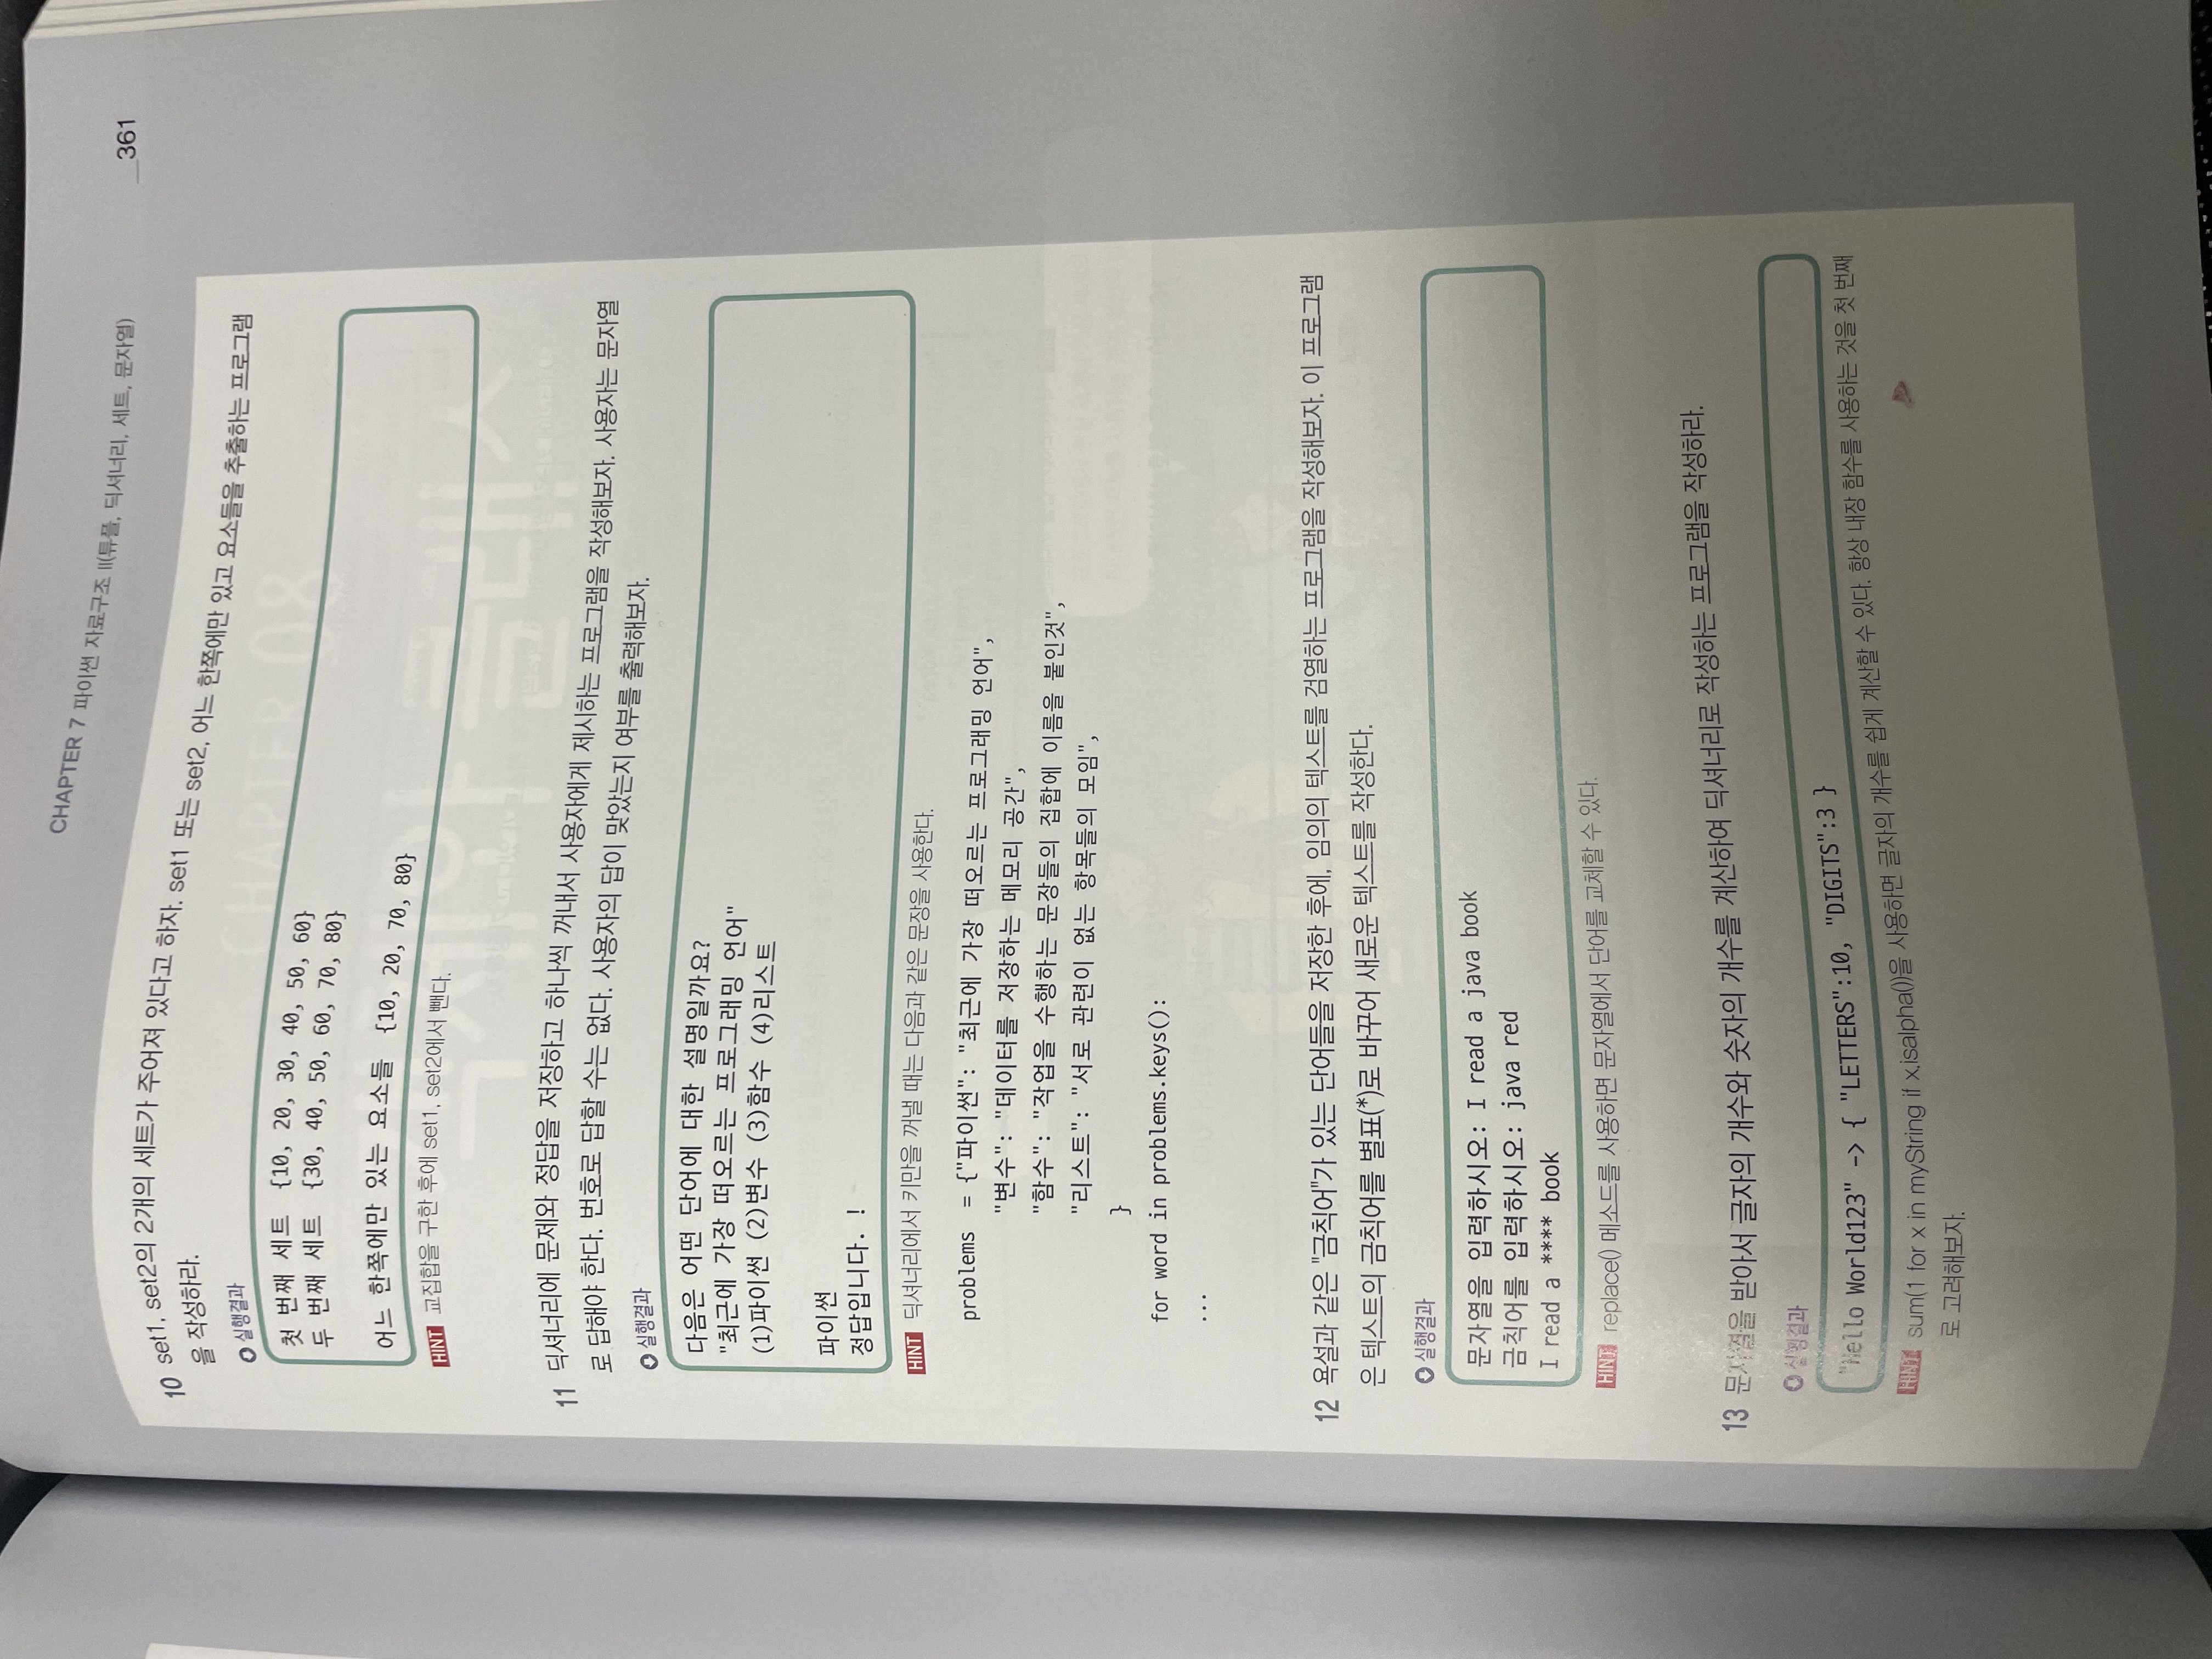 CHAPTER 7 파이썬 자료구조 II(튜플, 딕셔너리, 세트, 문자열) __361
10 set1, set2의 2개의 세트가 주어져 있다고 하자. set1 또는 set2, 어느 한쪽에만 있고 요소들을 추출하는 프로그램
을 작성하라.
실행결과
첫 번째 세트 {10, 20, 30, 40, 50, 60}
두 번째 세트 {30, 40, 50, 60, 70, 80}
어느 한쪽에만 있는 요소들 {10, 20, 70, 80}
HINT 교집합을 구한 후에 set1, set2에서 뺀다.
11 딕셔너리에 문제와 정답을 저장하고 하나씩 꺼내서 사용자에게 제시하는 프로그램을 작성해보자. 사용자는 문자열
로 답해야 한다. 번호로 답할 수는 없다. 사용자의 답이 맞았는지 여부를 출력해보자.
실행결과
다음은 어떤 단어에 대한 설명일까요?
"최근에 가장 떠오르는 프로그래밍 언어"
(1)파이썬 (2)변수 (3)함수 (4)리스트
파이썬
정답입니다. !
HINT 딕셔너리에서 키만을 꺼낼 때는 다음과 같은 문장을 사용한다.
problems = {"파이썬": "최근에 가장 떠오르는 프로그래밍 언어",
"변수": "데이터를 저장하는 메모리 공간",
"함수": "작업을 수행하는 문장들의 집합에 이름을 붙인것",
"리스트": "서로 관련이 없는 항목들의 모임",
}
for word in problems.keys():
...
12 욕설과 같은 "금칙어"가 있는 단어들을 저장한 후에, 임의의 텍스트를 검열하는 프로그램을 작성해보자. 이 프로그램
은 텍스트의 금칙어를 별표(*)로 바꾸어 새로운 텍스트를 작성한다.
실행결과
문자열을 입력하시오: I read a java book
금칙어를 입력하시오: java red
I read a **** book
HINT replace() 메소드를 사용하면 문자열에서 단어를 교체할 수 있다.
13 문자열을 받아서 글자의 개수와 숫자의 개수를 계산하여 딕셔너리로 작성하는 프로그램을 작성하라.
실행결과
"Hello World123" -> { "LETTERS":10, "DIGITS":3 }
HINT sum(1 for x in myString if x.isalpha())을 사용하면 글자의 개수를 쉽게 계산할 수 있다. 항상 내장 함수를 사용하는 것을 첫 번째
로 고려해보자.